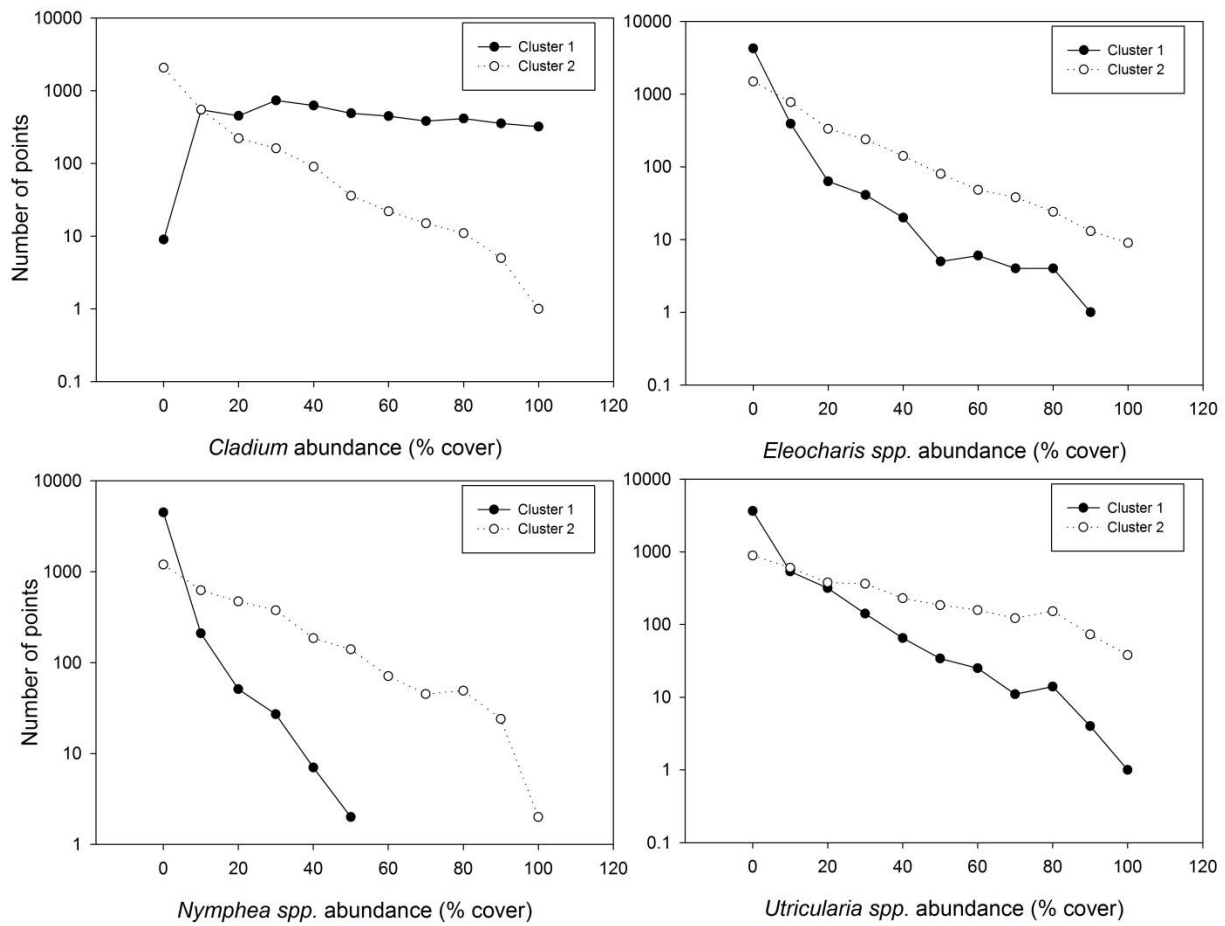 10000
1000
100
10
1
0.1
Number of points
Cluster 1
Cluster 2
0 20 40 60 80 100 120
Cladium abundance (% cover)
10000
1000
100
10
1
0.1
Cluster 1
Cluster 2
0 20 40 60 80 100 120
Eleocharis spp. abundance (% cover)
10000
1000
100
10
1
Number of points
Cluster 1
Cluster 2
0 20 40 60 80 100 120
Nymphea spp. abundance (% cover)
10000
1000
100
10
1
0.1
Cluster 1
Cluster 2
0 20 40 60 80 100 120
Utricularia spp. abundance (% cover)